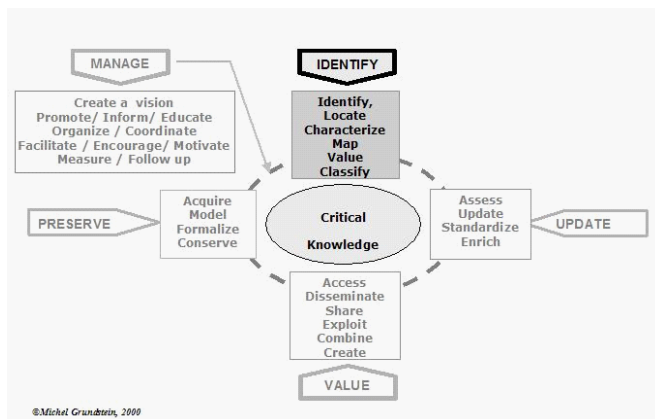 MANAGE
Create a vision
Promote/ Inform/ Educate
Organize / Coordinate
Facilitate / Encourage/ Motivate
Measure / Follow up
IDENTIFY
Identify,
Locate
Characterize
Map
Value
Classify
PRESERVE
Acquire
Model
Formalize
Conserve
Critical
Knowledge
Assess
Update
Standardize
Enrich
UPDATE
Access
Disseminate
Share
Exploit
Combine
Create
VALUE
©Michel Grundstein, 2000